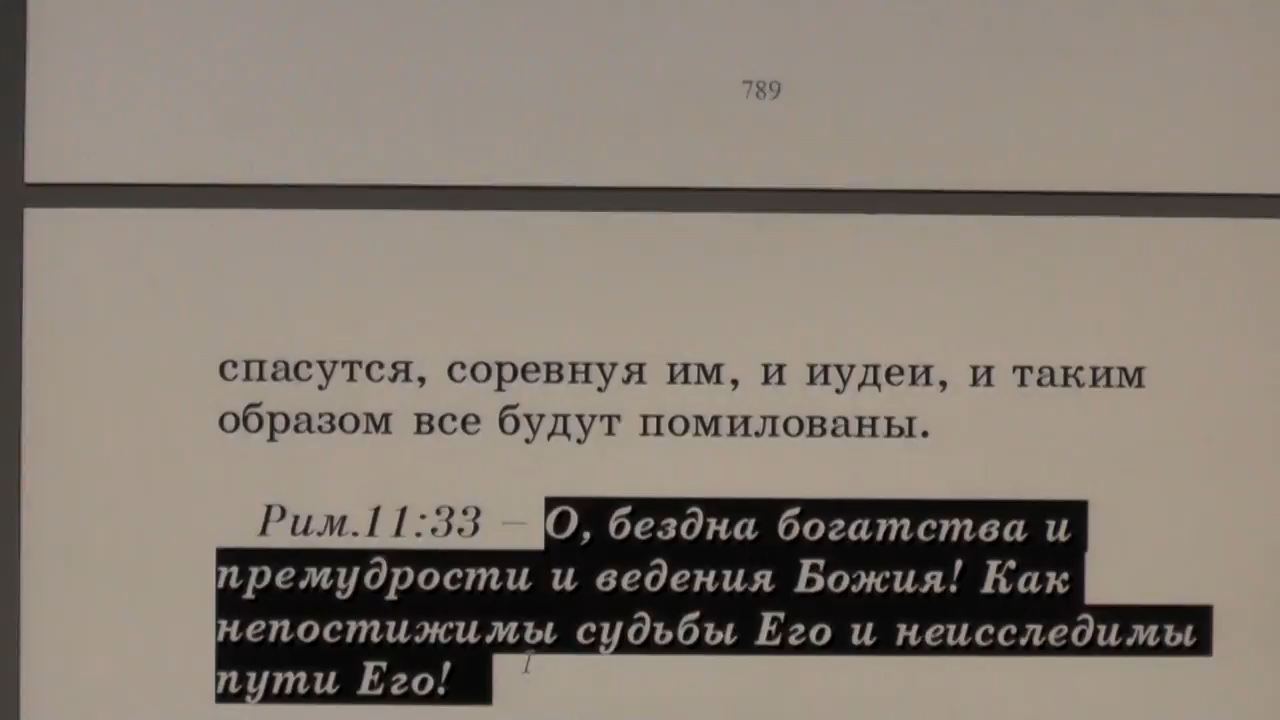 789
спасутся, соревнуя им, и иудеи, и таким
образом все будут помилованы.
Рим.11:33 – О, бездна богатства и
премудрости и ведения Божия! Как
непостижимы судьбы Его и неисследимы
пути Его!